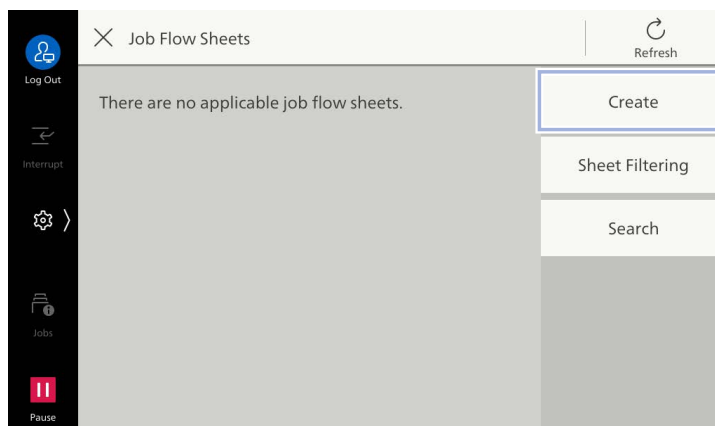 Job Flow Sheets
Refresh
Log Out
There are no applicable job flow sheets.
Create
Interrupt
Sheet Filtering
Search
Jobs
Pause